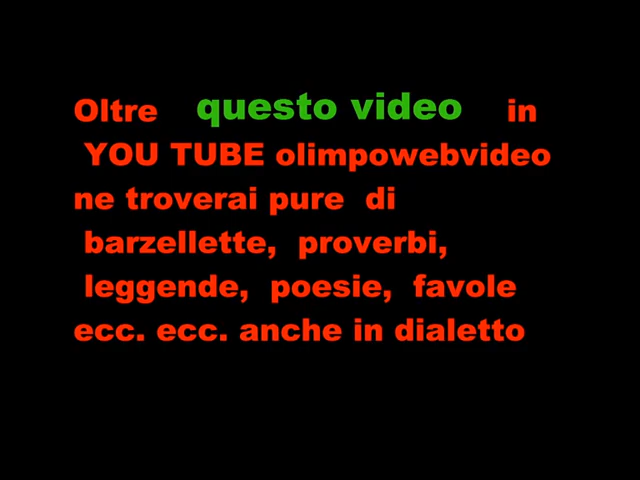 Oltre questo video in
YOU TUBE olimpowebvideo
ne troverai pure di
barzellette, proverbi,
leggende, poesie, favole
ecc. ecc. anche in dialetto